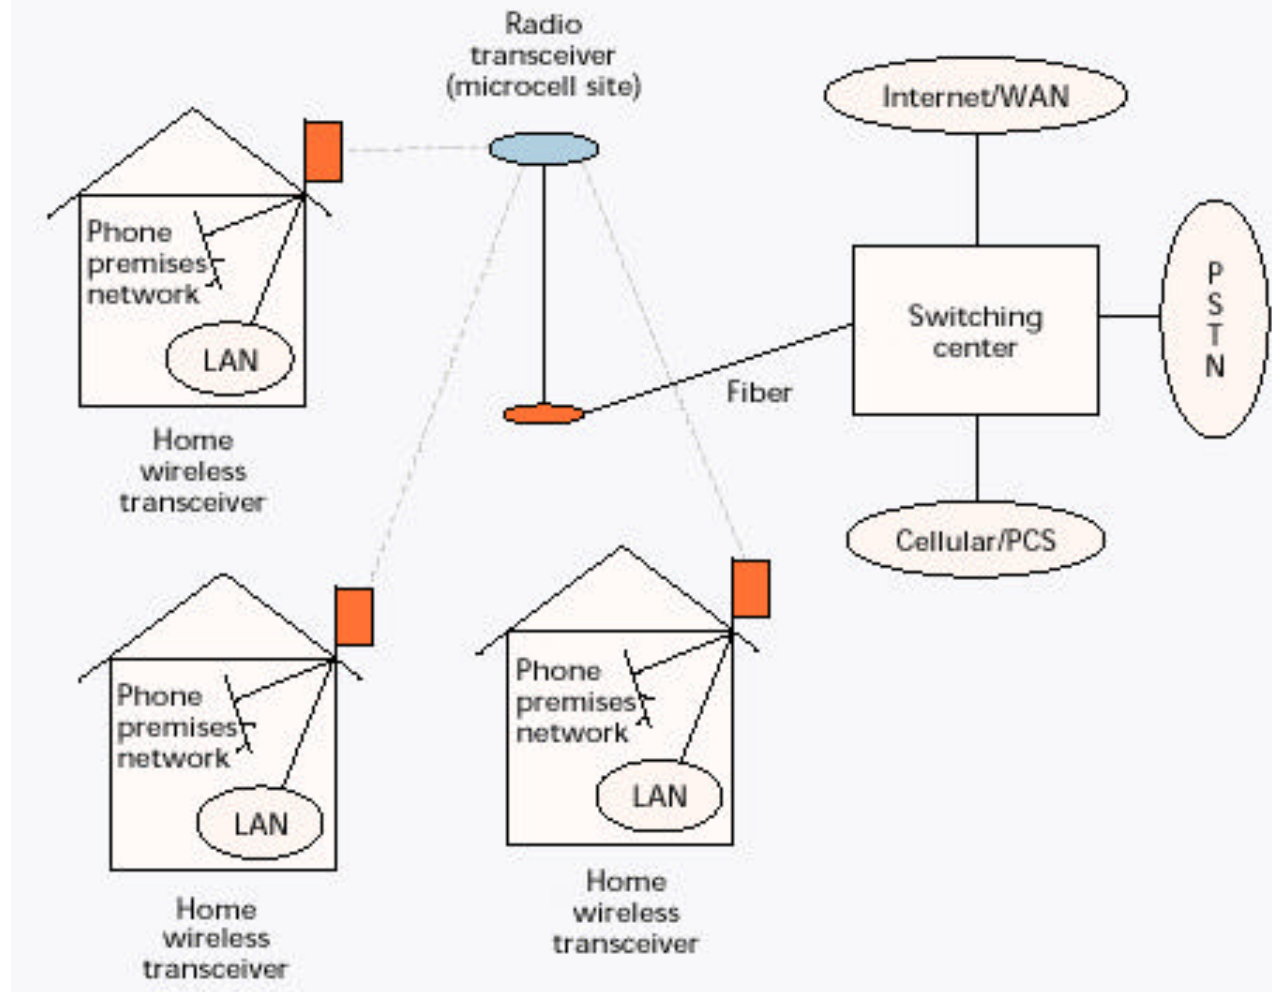 Radio
transceiver
(microcell site)
Internet/WAN
Phone
premises
network
LAN
Home
wireless
transceiver
Switching
center
P
S
T
N
Fiber
Cellular/PCS
Phone
premises
network
LAN
Home
wireless
transceiver
Phone
premises
network
LAN
Home
wireless
transceiver